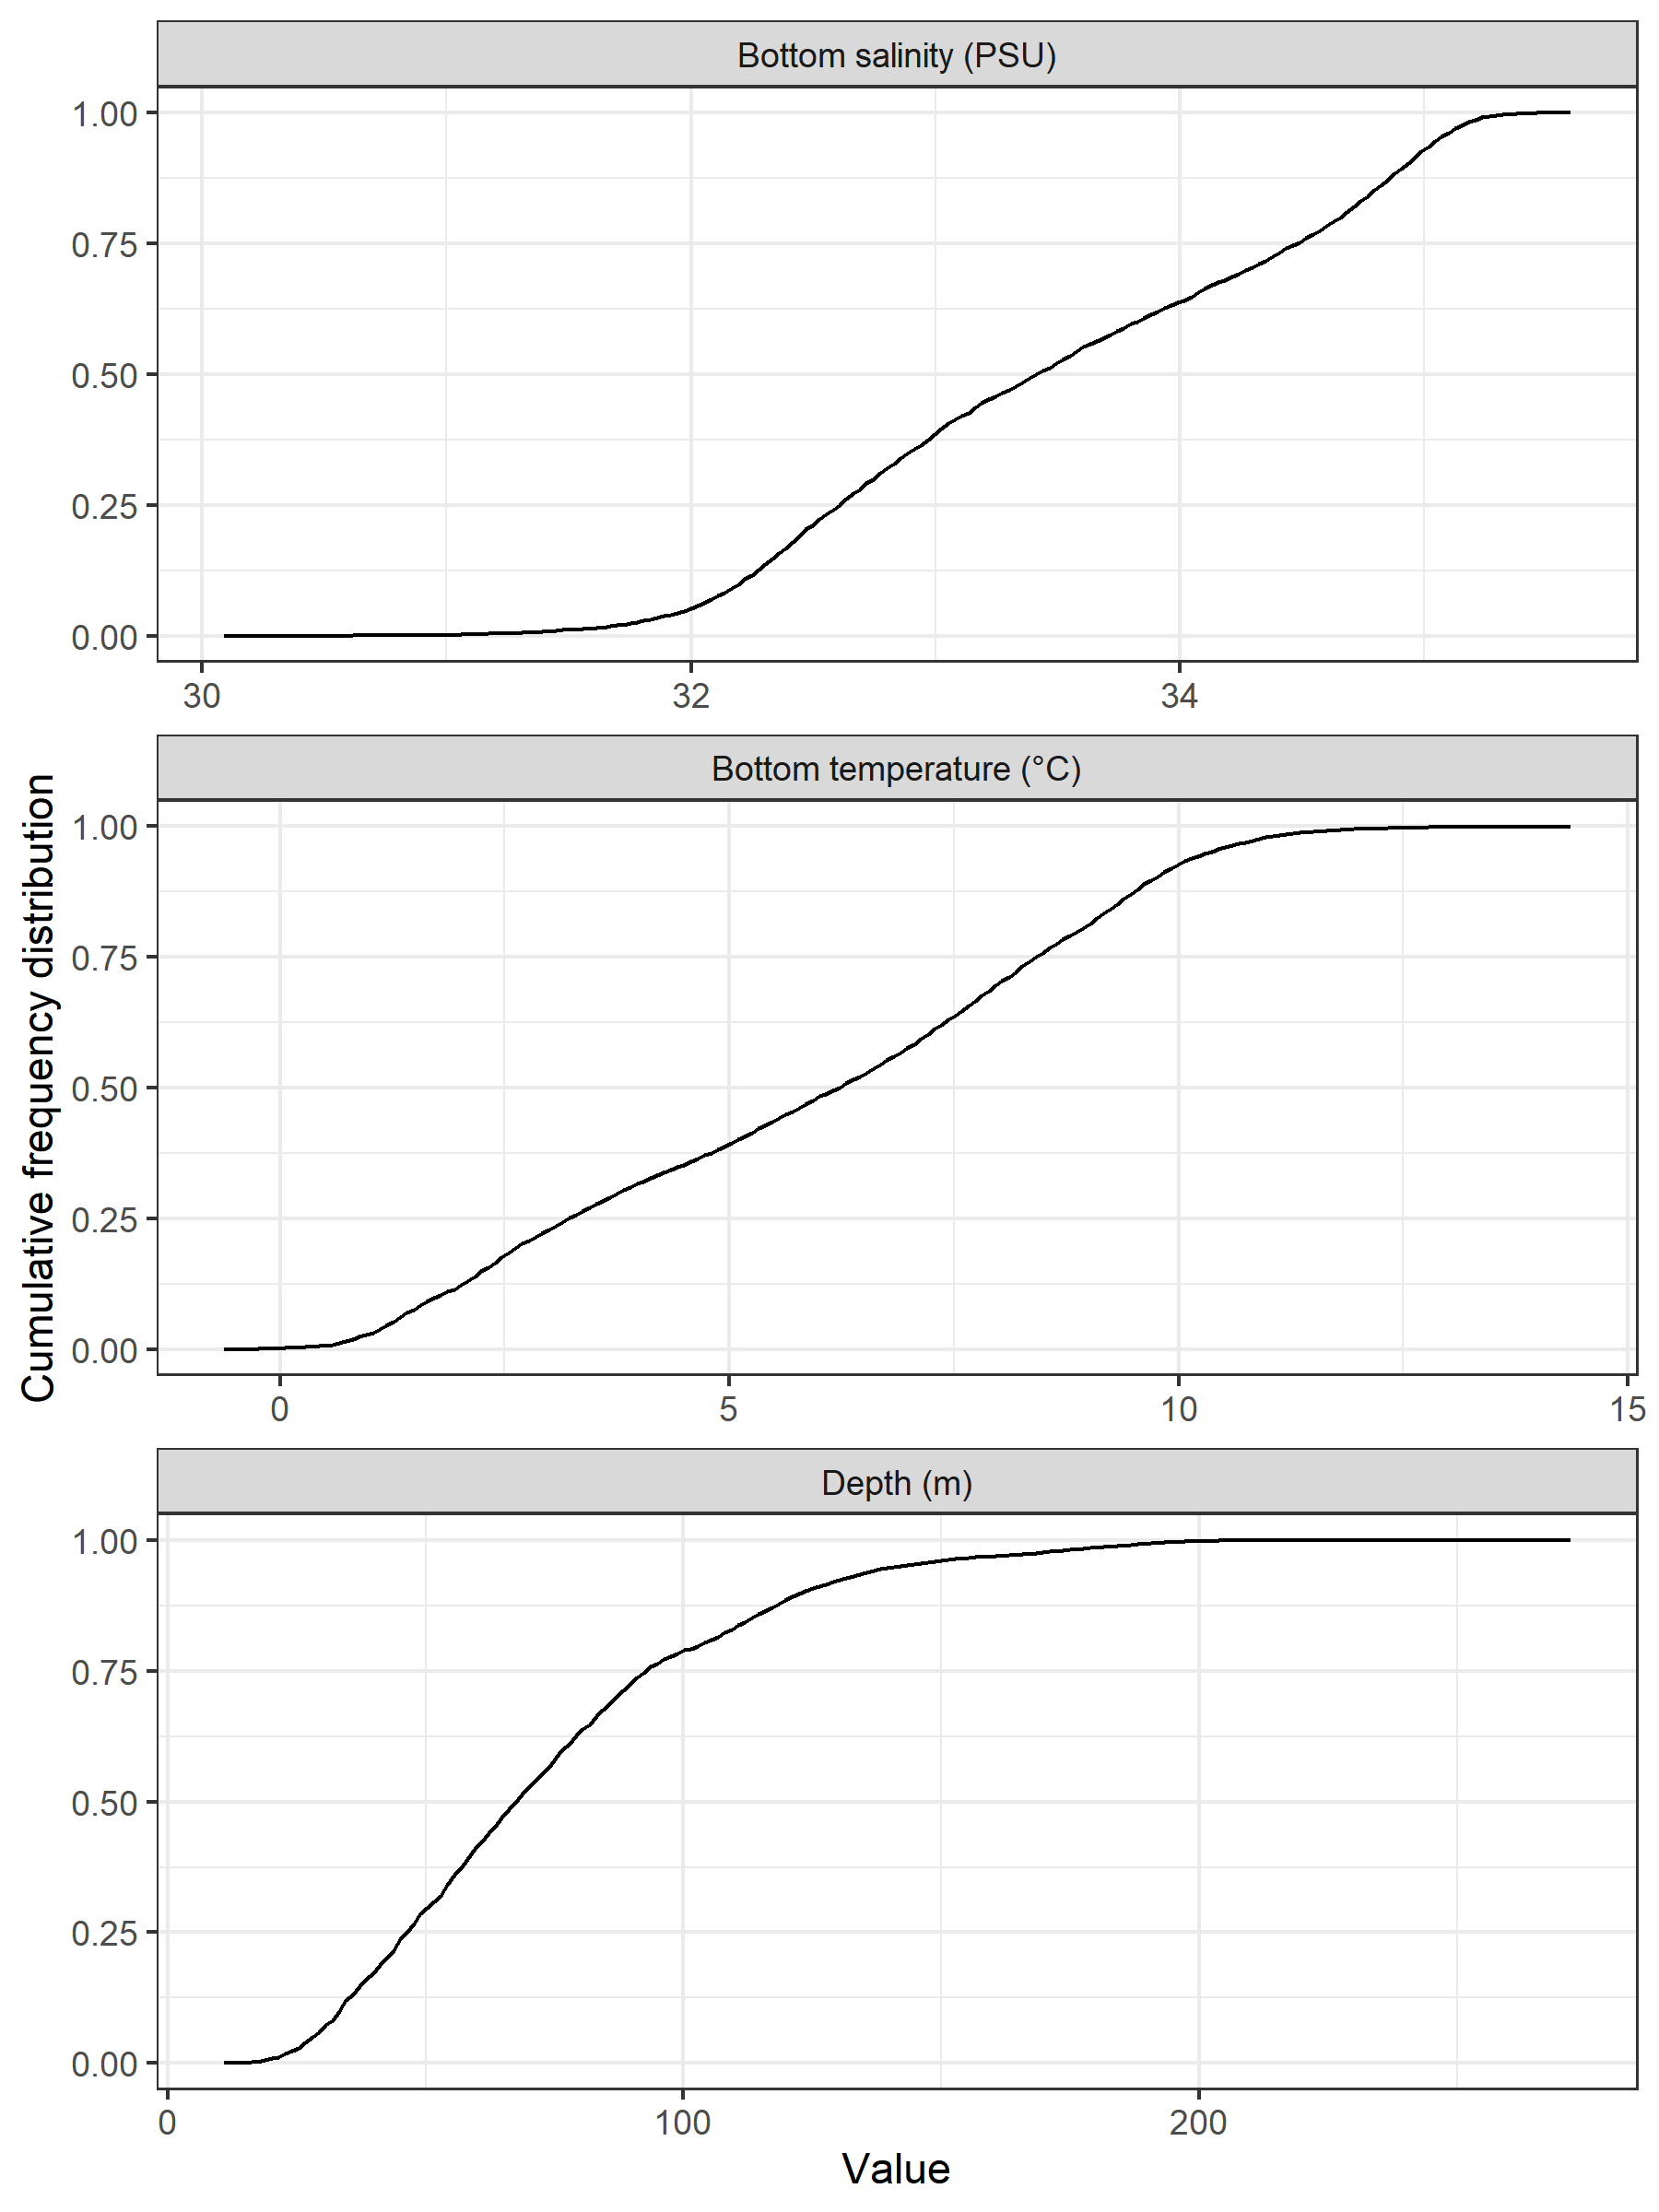 Bottom salinity (PSU)
1.00
0.75
0.50
0.25
0.00
30 32 34
Bottom temperature (°C)
Cumulative frequency distribution
1.00
0.75
0.50
0.25
0.00
0 5 10 15
Depth (m)
1.00
0.75
0.50
0.25
0.00
0 100 200
Value